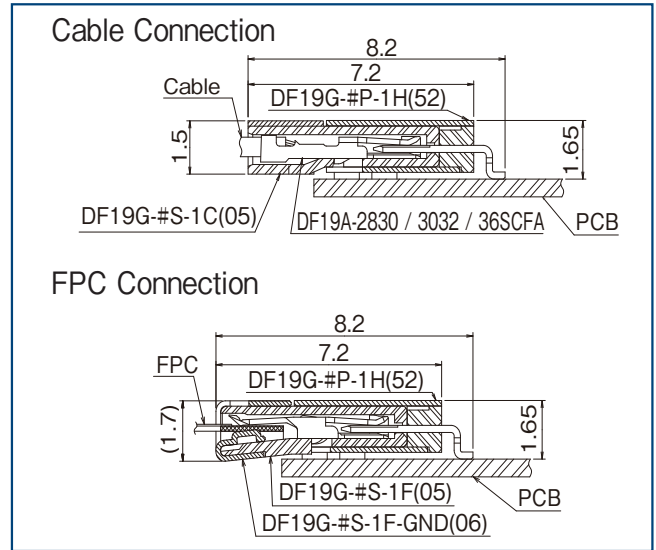 Cable Connection
8.2
7.2
DF19G-#P-1H(52)
Cable
1.5
1.65
DF19G-#S-1C(05)
DF19A-2830 / 3032 / 36SCFA
PCB
FPC Connection
8.2
7.2
FPC
DF19G-#P-1H(52)
(1.7)
1.65
DF19G-#S-1F(05)
PCB
DF19G-#S-1F-GND(06)